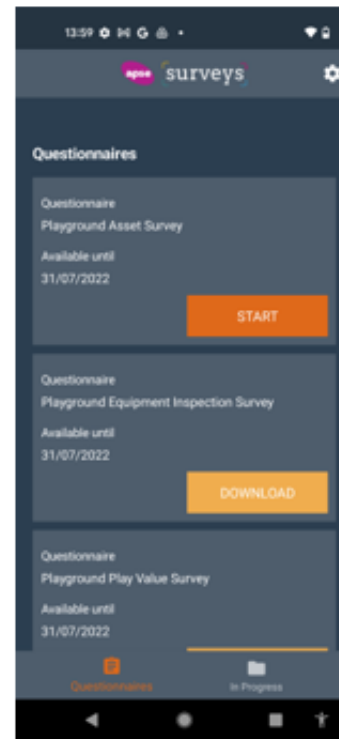 13:59
apse surveys
Questionnaires
Questionnaire
Playground Asset Survey
Available until
31/07/2022
START
Questionnaire
Playground Equipment Inspection Survey
Available until
31/07/2022
DOWNLOAD
Questionnaire
Playground Play Value Survey
Available until
31/07/2022
Questionnaires In Progress